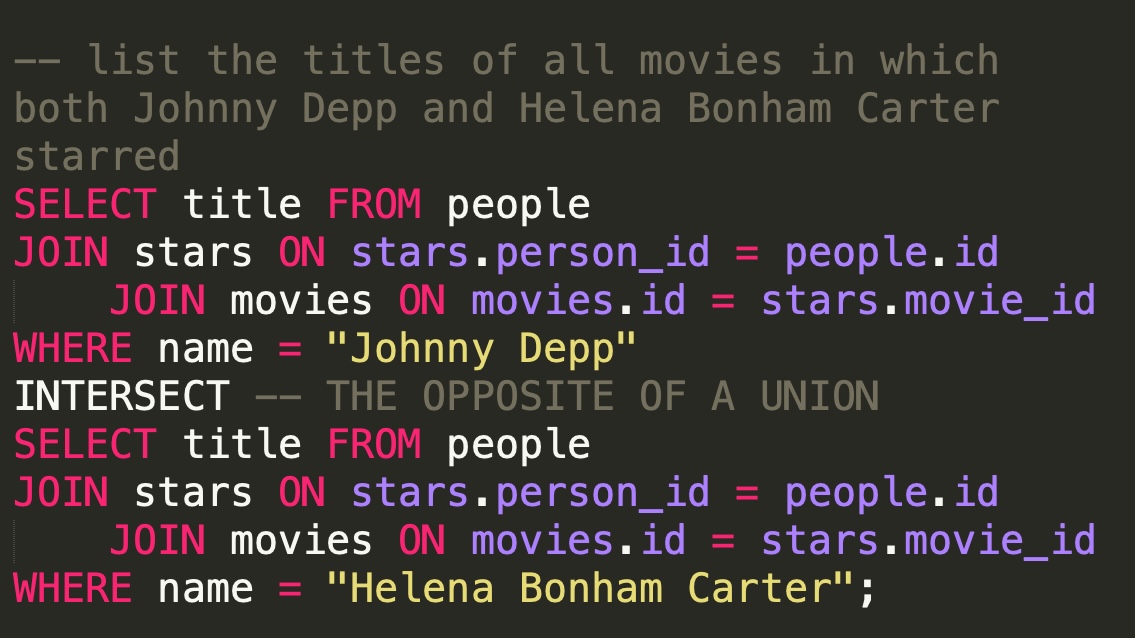 -- list the titles of all movies in which
both Johnny Depp and Helena Bonham Carter
starred
SELECT title FROM people
JOIN stars ON stars.person_id = people.id
    JOIN movies ON movies.id = stars.movie_id
WHERE name = "Johnny Depp"
INTERSECT -- THE OPPOSITE OF A UNION
SELECT title FROM people
JOIN stars ON stars.person_id = people.id
    JOIN movies ON movies.id = stars.movie_id
WHERE name = "Helena Bonham Carter";